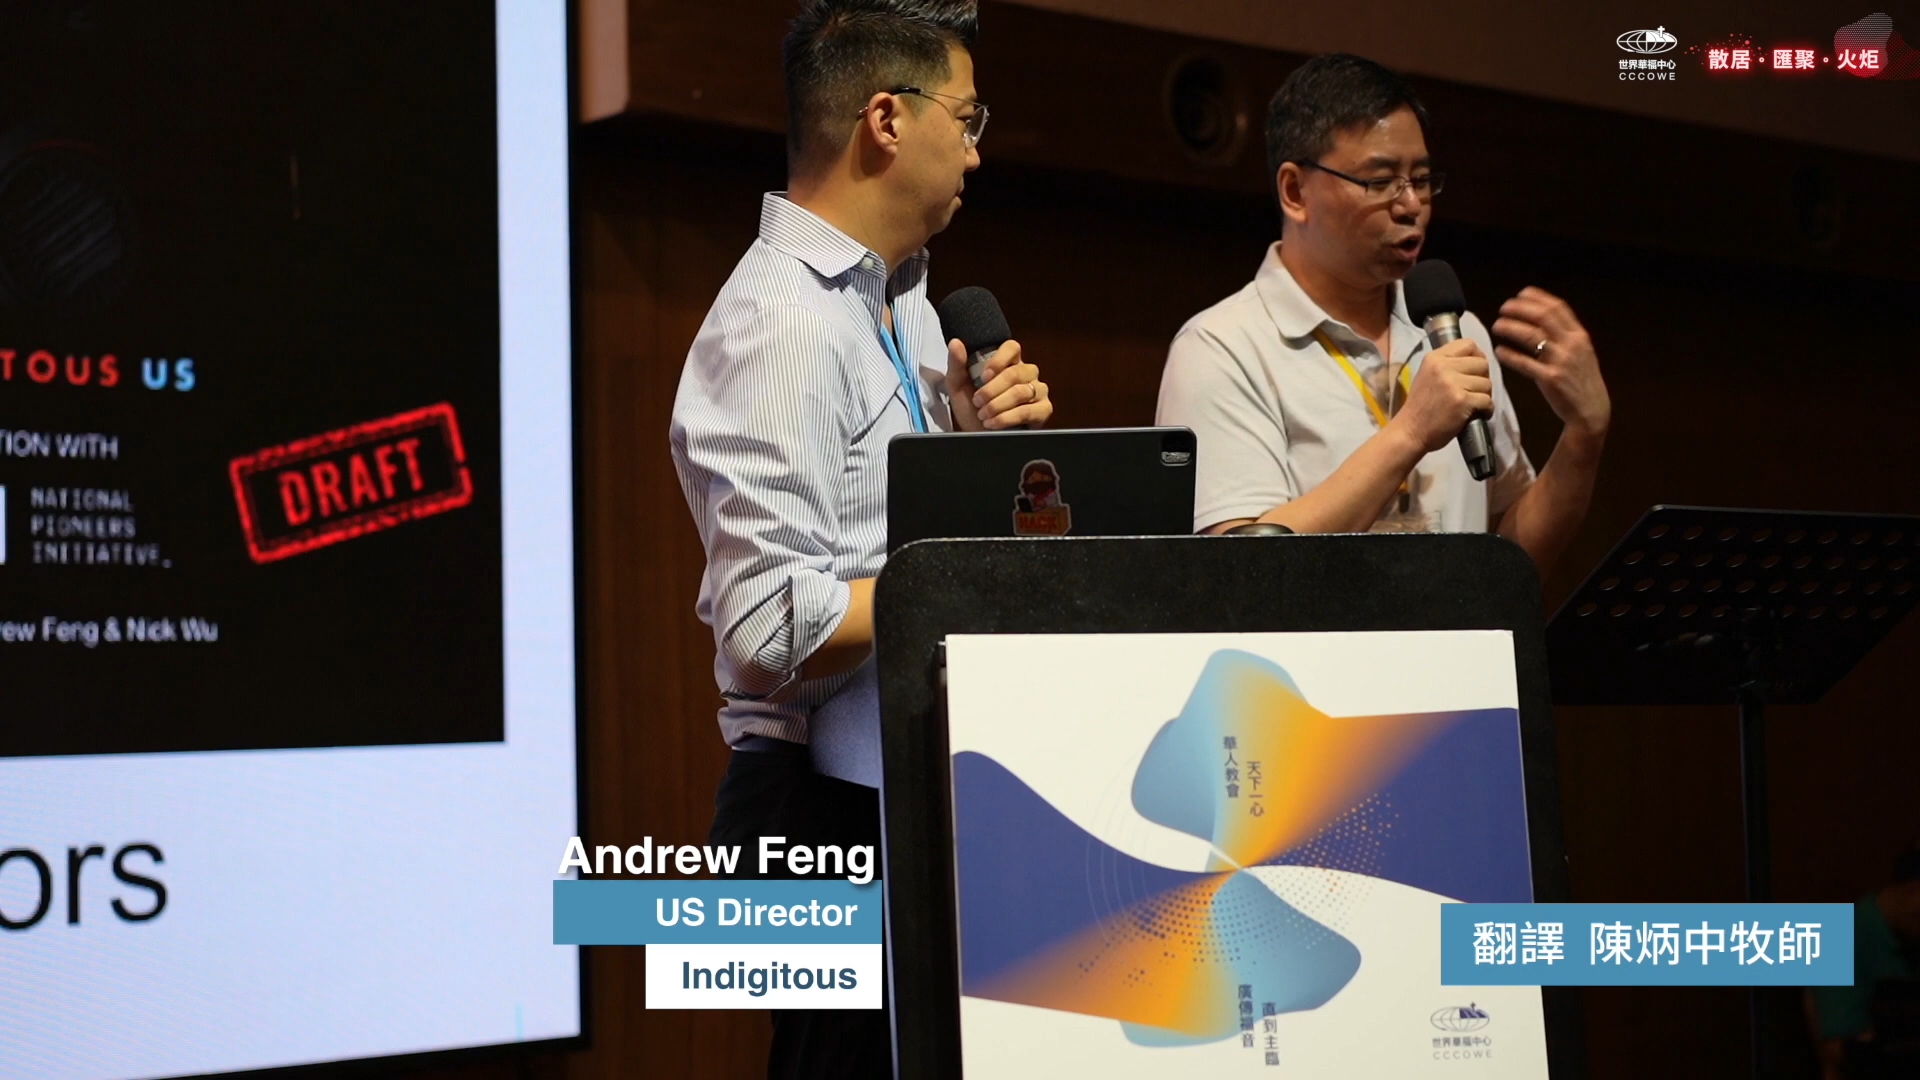 世界華福中心
CCCOWE
散居。匯聚。火炬
TOUS US
TION WITH
NATIONAL
PIONEERS
INITIATIVE_
DRAFT
rew Feng & Nick Wu
ors
HACK
華人教會
天下一心
廣傳福音
直到主臨
世界華福中心
CCCOWE
Andrew Feng
US Director
Indigitous
翻譯 陳炳中牧師